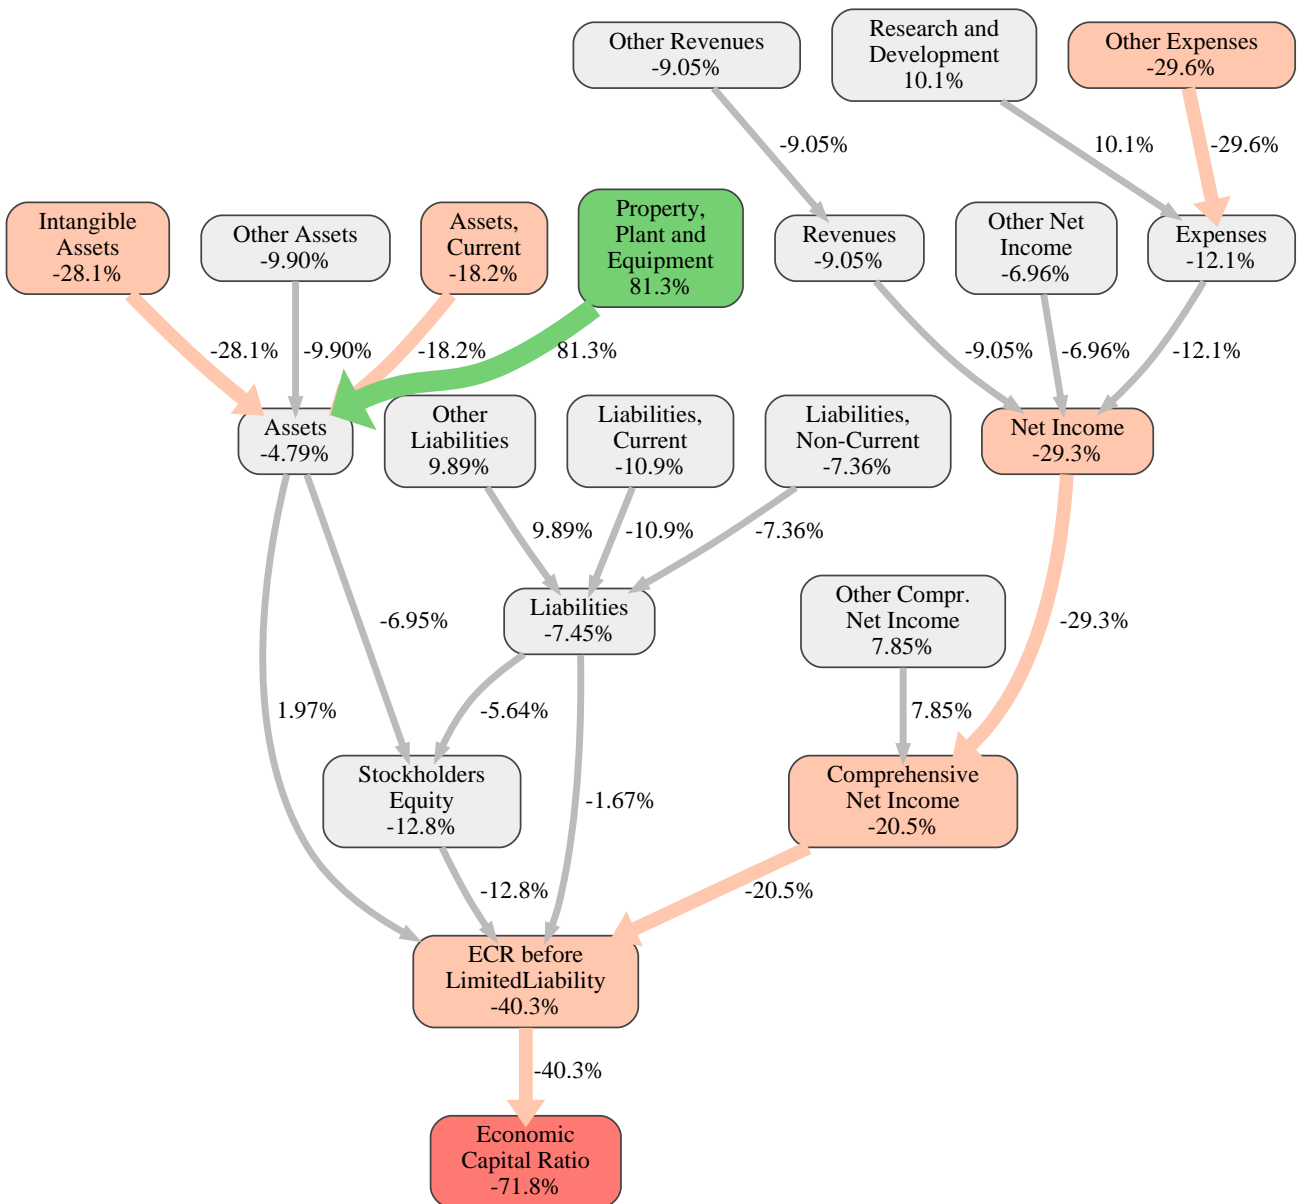 Other Revenues
-9.05%
Research and
Development
10.1%
Other Expenses
-29.6%
-9.05%
10.1%
-29.6%
Intangible
Assets
-28.1%
Other Assets
-9.90%
Assets,
Current
-18.2%
Property,
Plant and
Equipment
81.3%
Revenues
-9.05%
Other Net
Income
-6.96%
Expenses
-12.1%
-28.1%
-9.90%
-18.2%
81.3%
-9.05%
-6.96%
-12.1%
Assets
-4.79%
Other
Liabilities
9.89%
Liabilities,
Current
-10.9%
Liabilities,
Non-Current
-7.36%
Net Income
-29.3%
9.89%
-10.9%
-7.36%
Liabilities
-7.45%
Other Compr.
Net Income
7.85%
-6.95%
-29.3%
1.97%
-5.64%
7.85%
Stockholders
Equity
-12.8%
-1.67%
Comprehensive
Net Income
-20.5%
-12.8%
-20.5%
ECR before
LimitedLiability
-40.3%
-40.3%
Economic
Capital Ratio
-71.8%